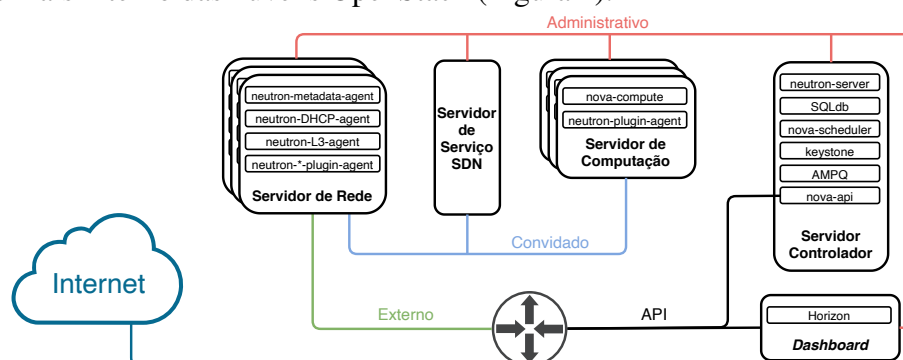 Administrativo
neutron-metadata-agent
neutron-DHCP-agent
neutron-L3-agent
neutron-*-plugin-agent
Servidor de Rede
Servidor
de
Serviço
SDN
nova-compute
neutron-plugin-agent
Servidor de
Computação
neutron-server
SQLdb
nova-scheduler
keystone
AMPQ
nova-api
Servidor
Controlador
Convidado
Internet
Externo
API
Horizon
Dashboard